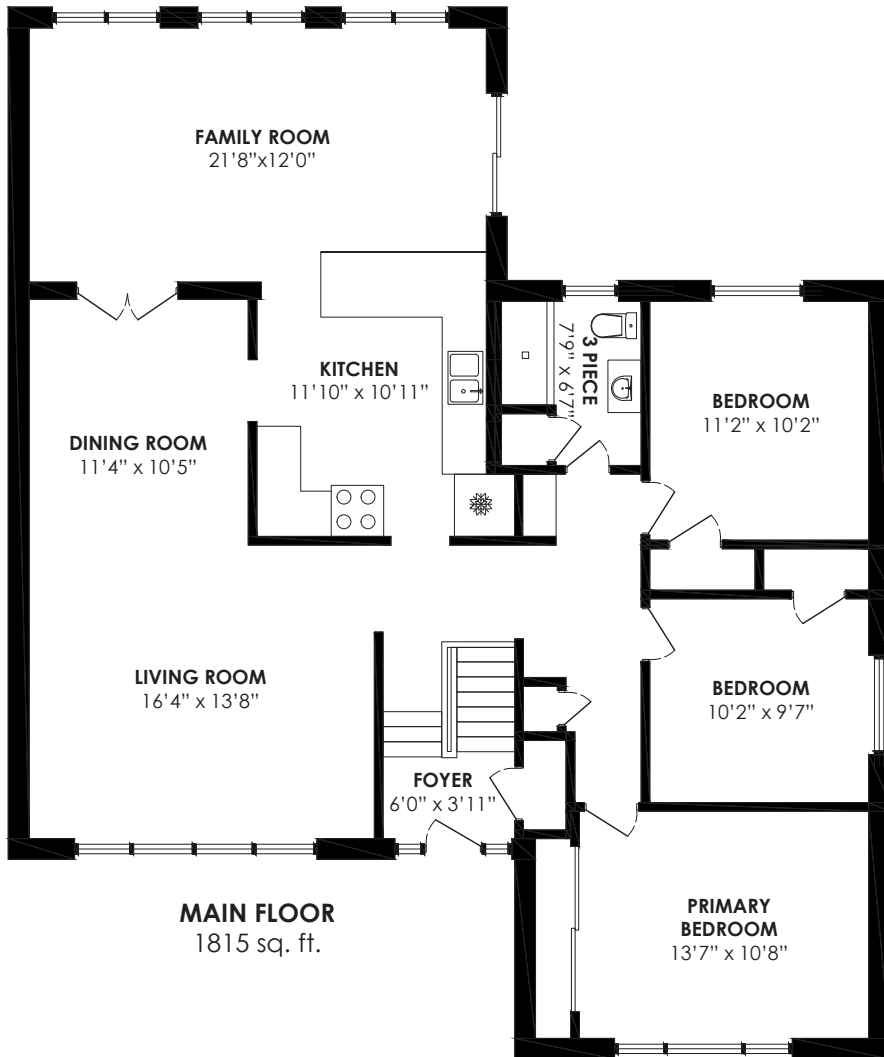 FAMILY ROOM
21’8”x12’0”
KITCHEN
11’10” x 10’11”
3 PIECE
7’9” x 6’7”
BEDROOM
11’2” x 10’2”
DINING ROOM
11’4” x 10’5”
LIVING ROOM
16’4” x 13’8”
BEDROOM
10’2” x 9’7”
FOYER
6’0” x 3’11”
MAIN FLOOR
1815 sq. ft.
PRIMARY
BEDROOM
13’7” x 10’8”